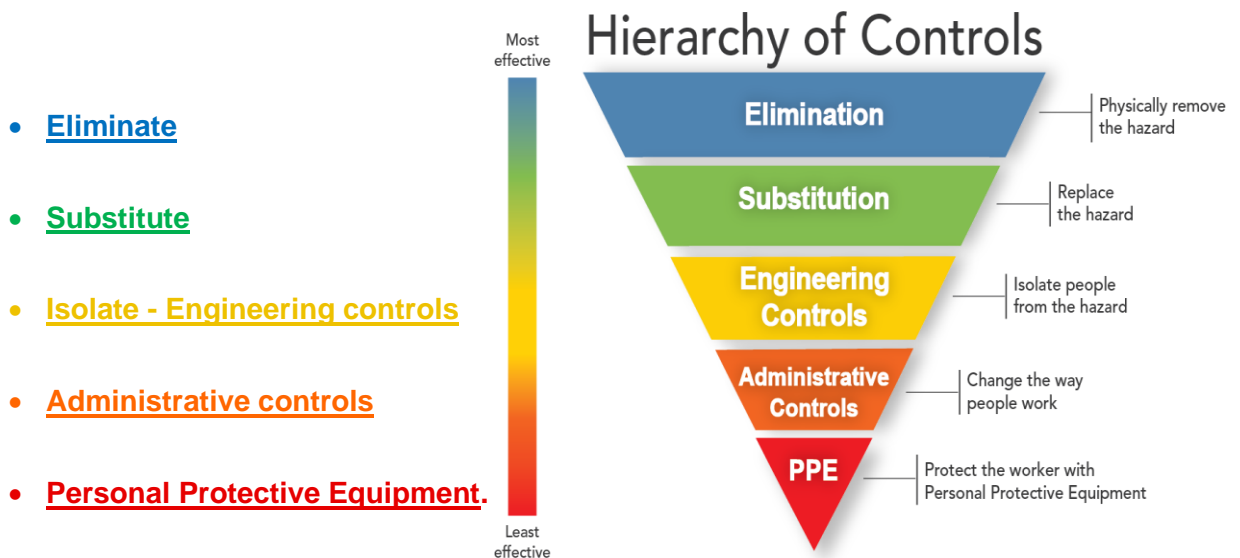 Hierarchy of Controls
Most
effective
• Eliminate
• Substitute
• Isolate - Engineering controls
• Administrative controls
• Personal Protective Equipment.
Least
effective
Elimination
Physically remove
the hazard
Substitution
Replace
the hazard
Engineering
Controls
Isolate people
from the hazard
Administrative
Controls
Change the way
people work
PPE
Protect the worker with
Personal Protective Equipment